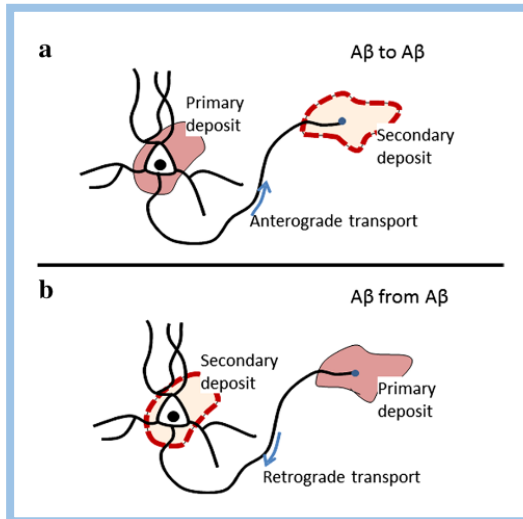 a
Aβ to Aβ
Primary
deposit
Secondary
deposit
Anterograde transport
b
Aβ from Aβ
Secondary
deposit
Primary
deposit
Retrograde transport